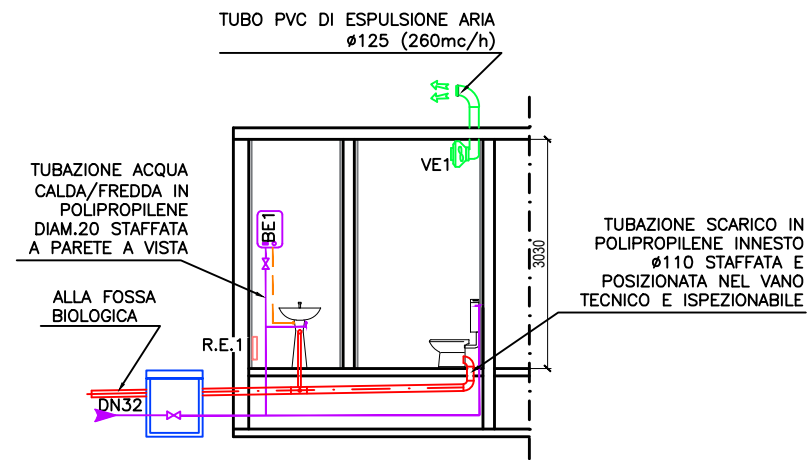 TUBO PVC DI ESPULSIONE ARIA
ø125 (260mc/h)
VE1
TUBAZIONE ACQUA
CALDA/FREDDA IN
POLIPROPILENE
DIAM.20 STAFFATA
A PARETE A VISTA
BE1
3030
TUBAZIONE SCARICO IN
POLIPROPILENE INNESTO
ø110 STAFFATA E
POSIZIONATA NEL VANO
TECNICO E ISPEZIONABILE
ALLA FOSSA
BIOLOGICA
R.E.1
DN32